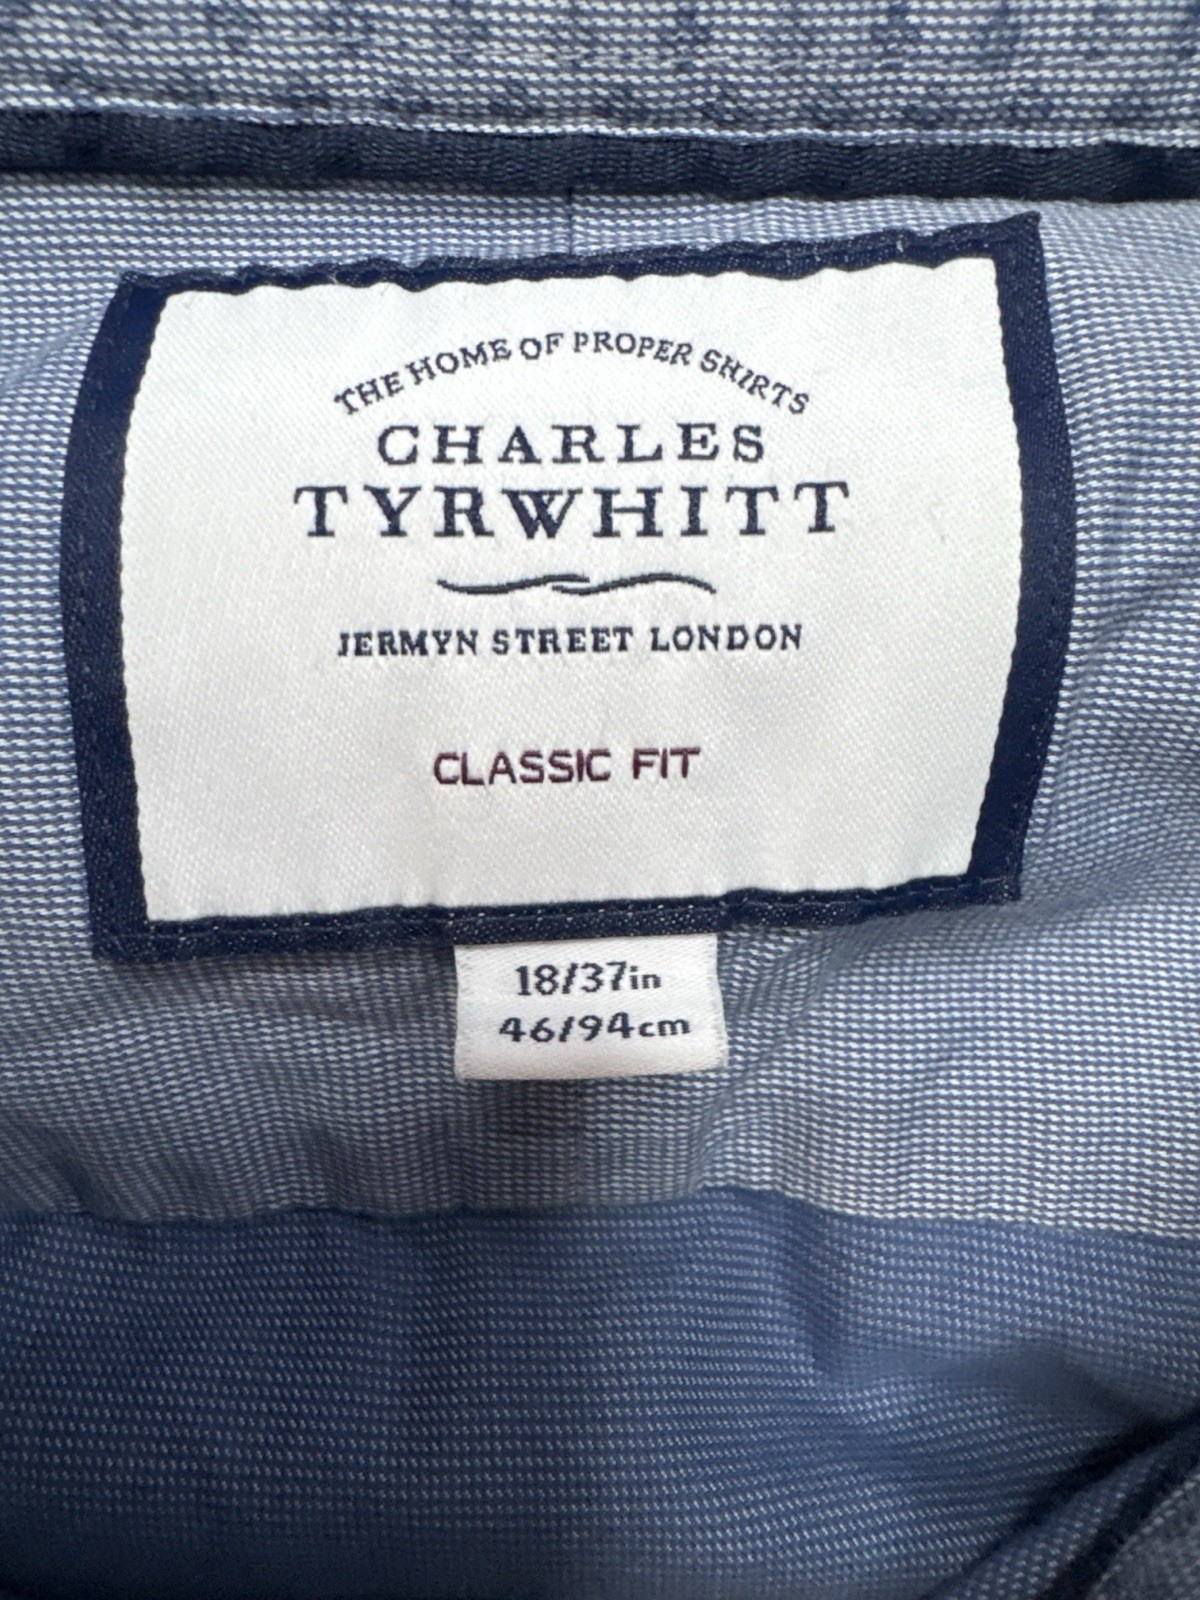 THE HOME OF PROPER SHIRTS
CHARLES
TYRWHITT
JERMYN STREET LONDON
CLASSIC FIT
18/37in
46/94cm